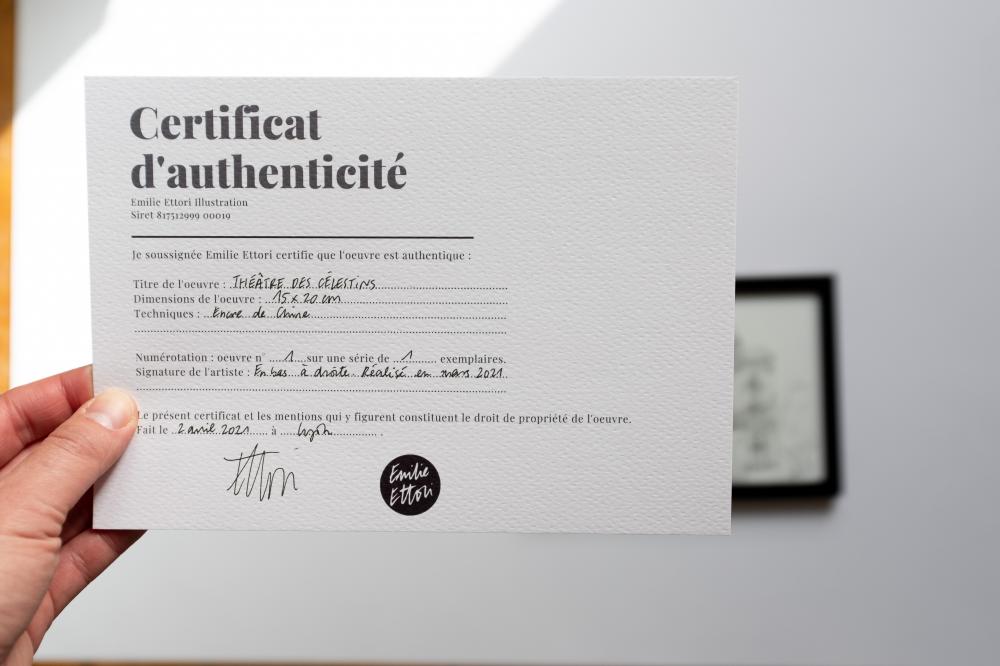 Certificat
d'authenticité
Emilie Ettori Illustration
Siret 817512999 00019
Je soussignée Emilie Ettori certifie que l'oeuvre est authentique :
Titre de l'oeuvre : THÉÂTRE DES CÉLESTINS
Dimensions de l'oeuvre : 15 x 20 cm
Techniques : Encre de Chine
Numérotation : oeuvre n° 1 sur une série de 1 exemplaires.
Signature de l'artiste : En bas à droite. Réalisé en mars 2021
Le présent certificat et les mentions qui y figurent constituent le droit de propriété de l'oeuvre.
Fait le 2 avril 2021 à Lyon .
Ettori
Emilie
Ettori